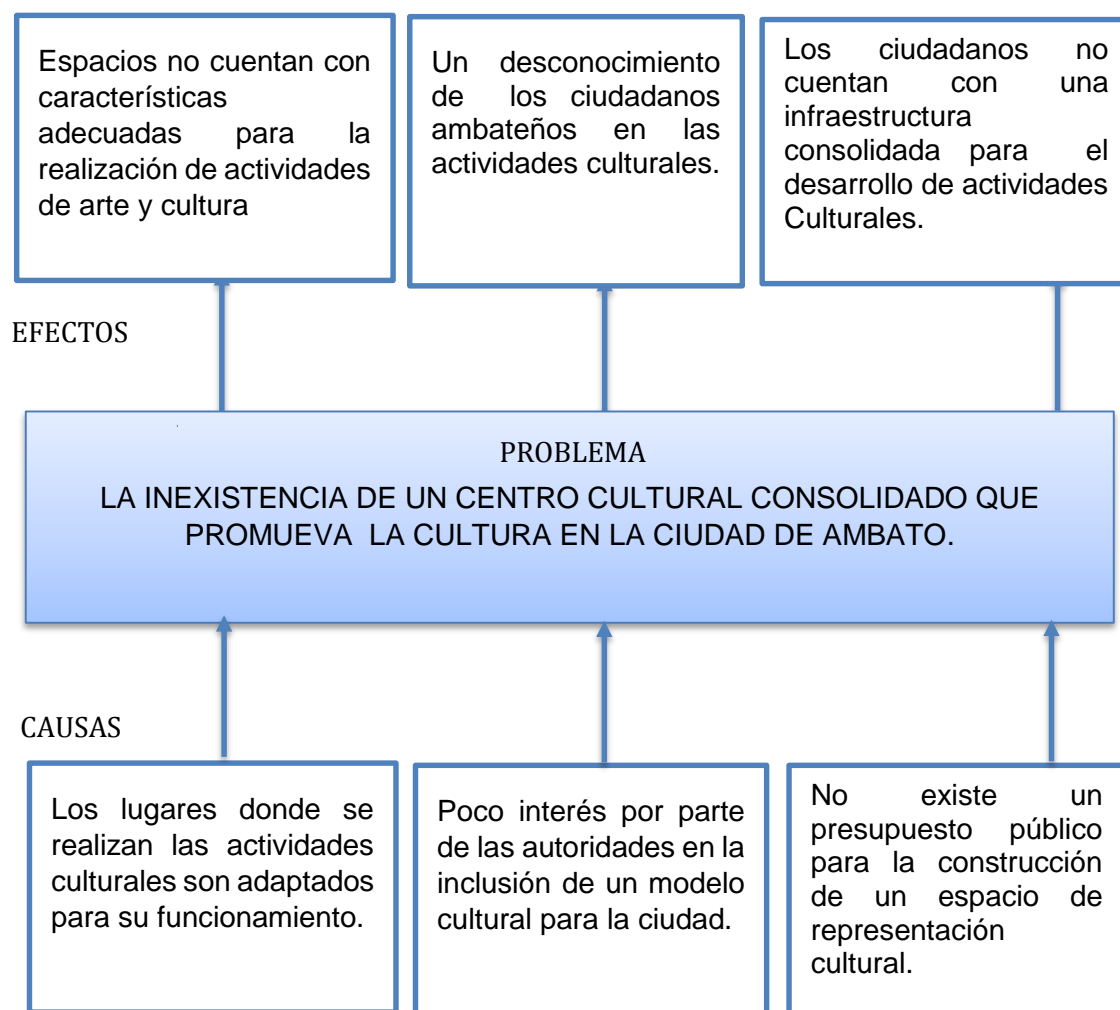 Espacios no cuentan con
características
adecuadas para la
realización de actividades
de arte y cultura
Un desconocimiento
de los ciudadanos
ambateños en las
actividades culturales.
Los ciudadanos no
cuentan con una
infraestructura
consolidada para el
desarrollo de actividades
Culturales.
EFECTOS
PROBLEMA
LA INEXISTENCIA DE UN CENTRO CULTURAL CONSOLIDADO QUE
PROMUEVA LA CULTURA EN LA CIUDAD DE AMBATO.
CAUSAS
Los lugares donde se
realizan las actividades
culturales son adaptados
para su funcionamiento.
Poco interés por parte
de las autoridades en la
inclusión de un modelo
cultural para la ciudad.
No existe un
presupuesto público
para la construcción
de un espacio de
representación
cultural.